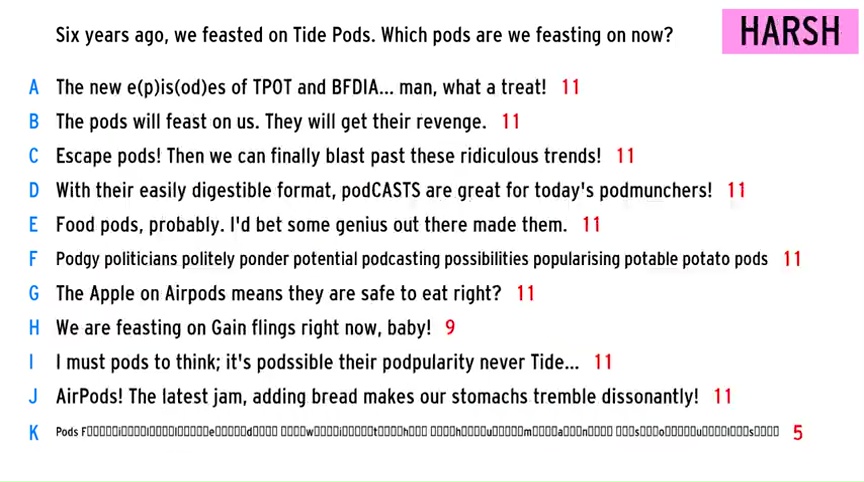 Six years ago, we feasted on Tide Pods. Which pods are we feasting on now?
HARSH
A The new e(p)is(od)es of TPOT and BFDIA... man, what a treat! 11
B The pods will feast on us. They will get their revenge. 11
C Escape pods! Then we can finally blast past these ridiculous trends! 11
D With their easily digestible format, podCASTS are great for today's podmunchers! 11
E Food pods, probably. I'd bet some genius out there made them. 11
F Podgy politicians politely ponder potential podcasting possibilities popularising potable potato pods 11
G The Apple on Airpods means they are safe to eat right? 11
H We are feasting on Gain flings right now, baby! 9
I I must pods to think; it's podssible their podpularity never Tide... 11
J AirPods! The latest jam, adding bread makes our stomachs tremble dissonantly! 11
K Pods F▯▯▯▯▯i▯▯▯▯l▯▯▯▯l▯▯▯▯▯e▯▯▯▯▯d▯▯▯▯ ▯▯▯▯w▯▯▯▯i▯▯▯▯▯t▯▯▯▯h▯▯▯ ▯▯▯▯h▯▯▯▯u▯▯▯▯▯m▯▯▯▯a▯▯▯n▯▯▯▯ ▯▯▯s▯▯▯o▯▯▯▯▯u▯▯▯▯l▯▯▯s▯▯▯▯ 5